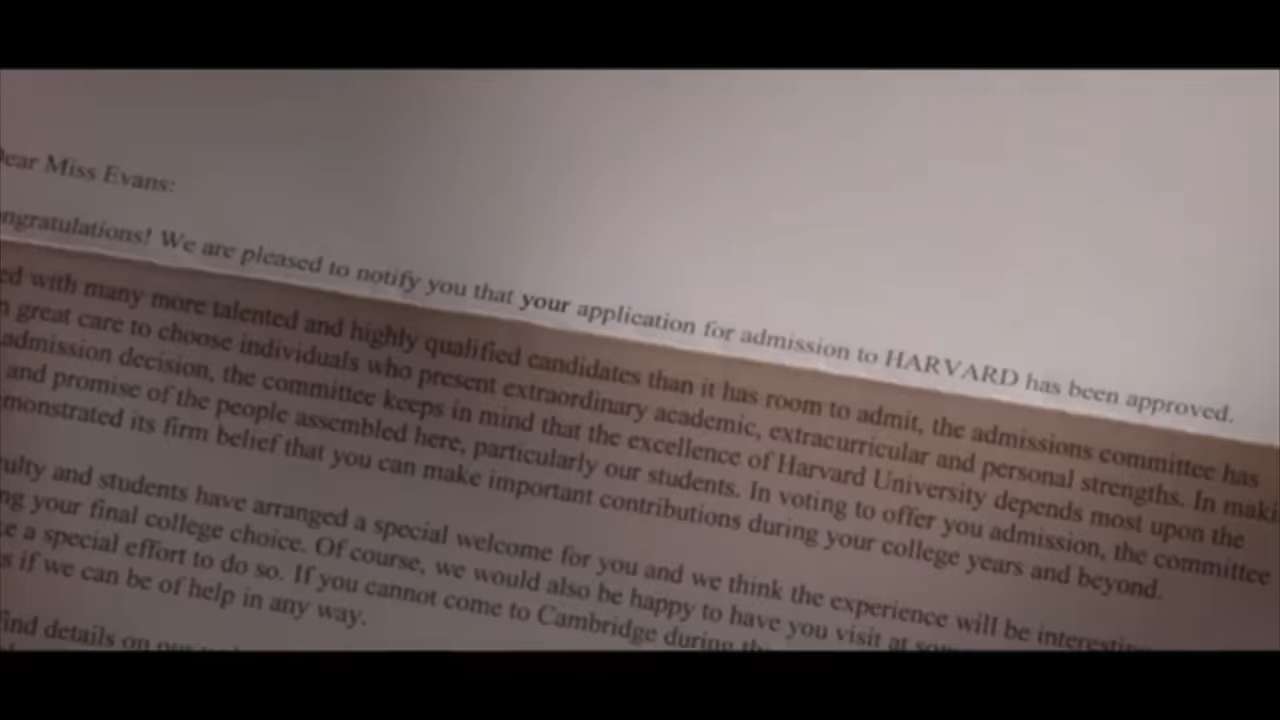 Dear Miss Evans:
ongratulations! We are pleased to notify you that your application for admission to HARVARD has been approved.
ed with many more talented and highly qualified candidates than it has room to admit, the admissions committee has
n great care to choose individuals who present extraordinary academic, extracurricular and personal strengths. In maki
admission decision, the committee keeps in mind that the excellence of Harvard University depends most upon the
and promise of the people assembled here, particularly our students. In voting to offer you admission, the committee
monstrated its firm belief that you can make important contributions during your college years and beyond.
ulty and students have arranged a special welcome for you and we think the experience will be interestin
ng your final college choice. Of course, we would also be happy to have you visit at
e a special effort to do so. If you cannot come to Cambridge during
s if we can be of help in any way.
find details on